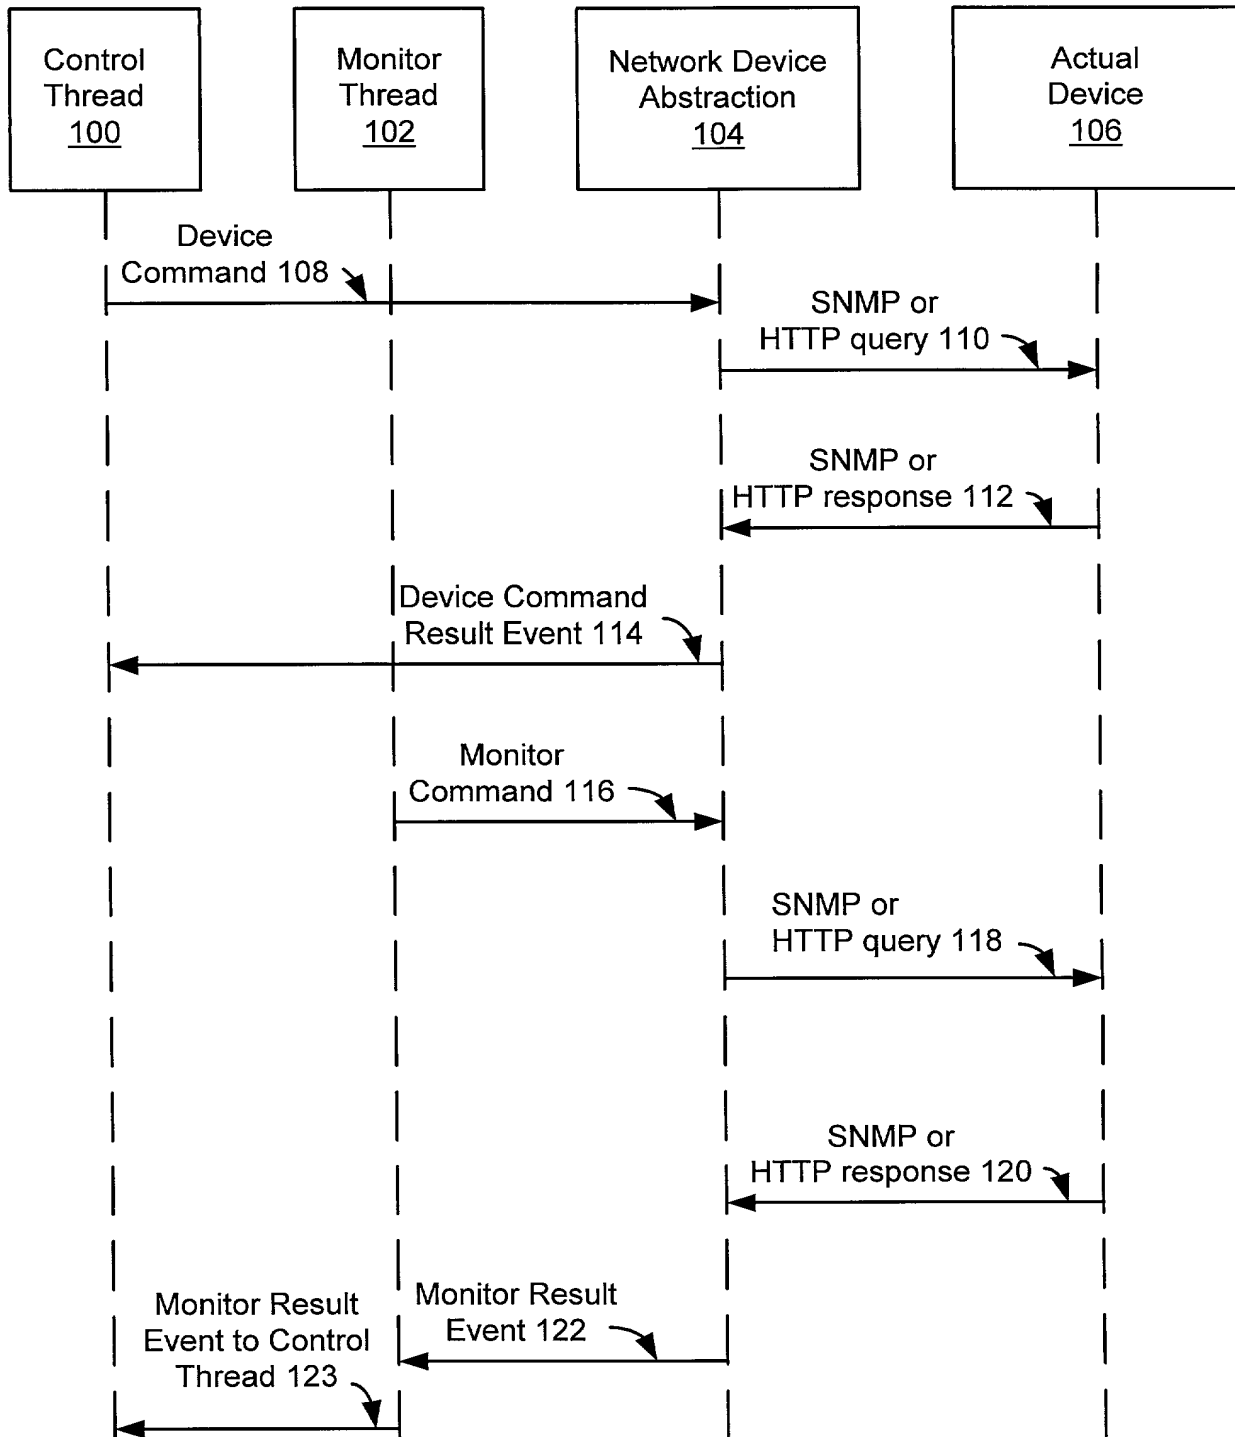 Control
Thread
100
Monitor
Thread
102
Network Device
Abstraction
104
Actual
Device
106
Device
Command 108
SNMP or
HTTP query 110
SNMP or
HTTP response 112
Device Command
Result Event 114
Monitor
Command 116
SNMP or
HTTP query 118
SNMP or
HTTP response 120
Monitor Result
Event 122
Monitor Result
Event to Control
Thread 123